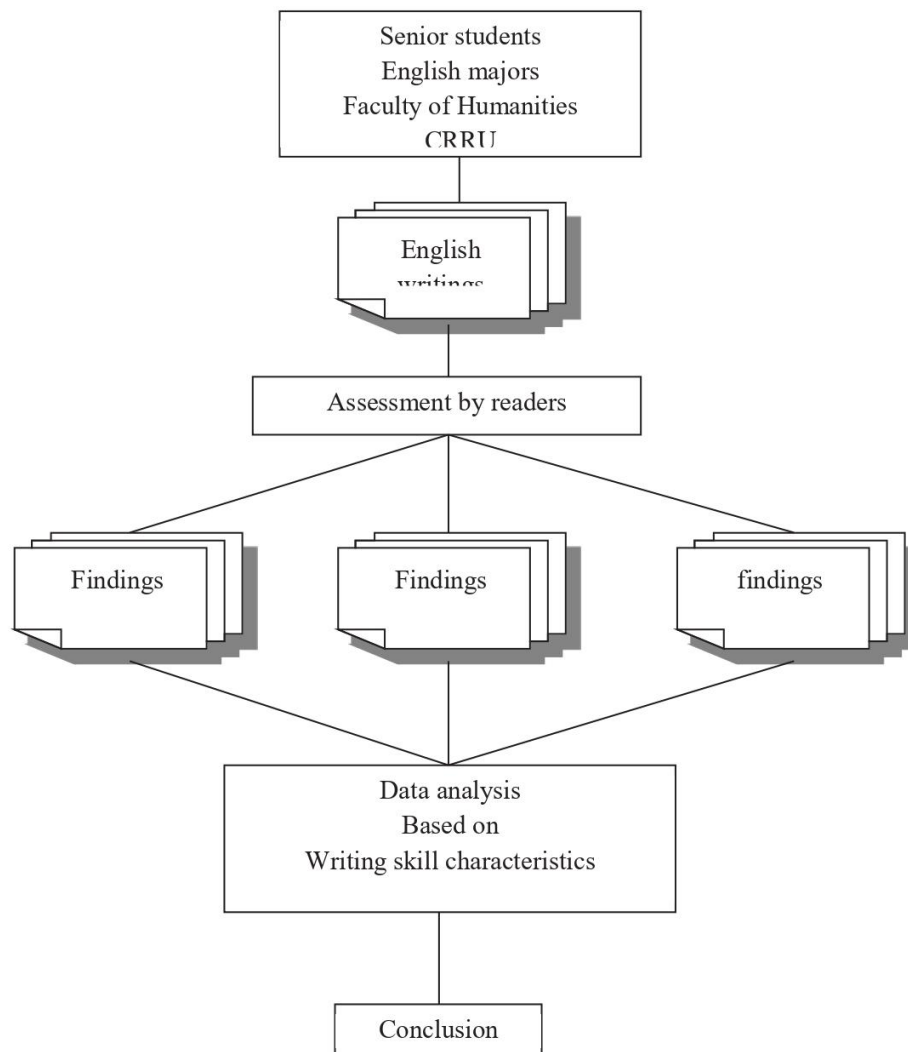 Senior students
English majors
Faculty of Humanities
CRRU
English
writings
Assessment by readers
Findings
Findings
findings
Data analysis
Based on
Writing skill characteristics
Conclusion